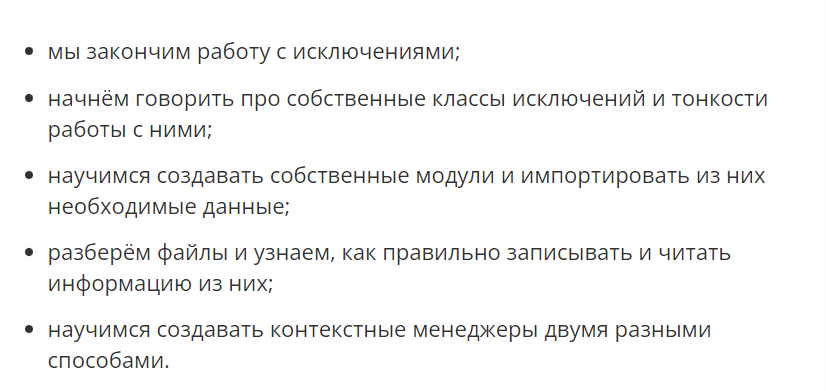 мы закончим работу с исключениями;
начнём говорить про собственные классы исключений и тонкости
работы с ними;
научимся создавать собственные модули и импортировать из них
необходимые данные;
разберём файлы и узнаем, как правильно записывать и читать
информацию из них;
научимся создавать контекстные менеджеры двумя разными
способами.